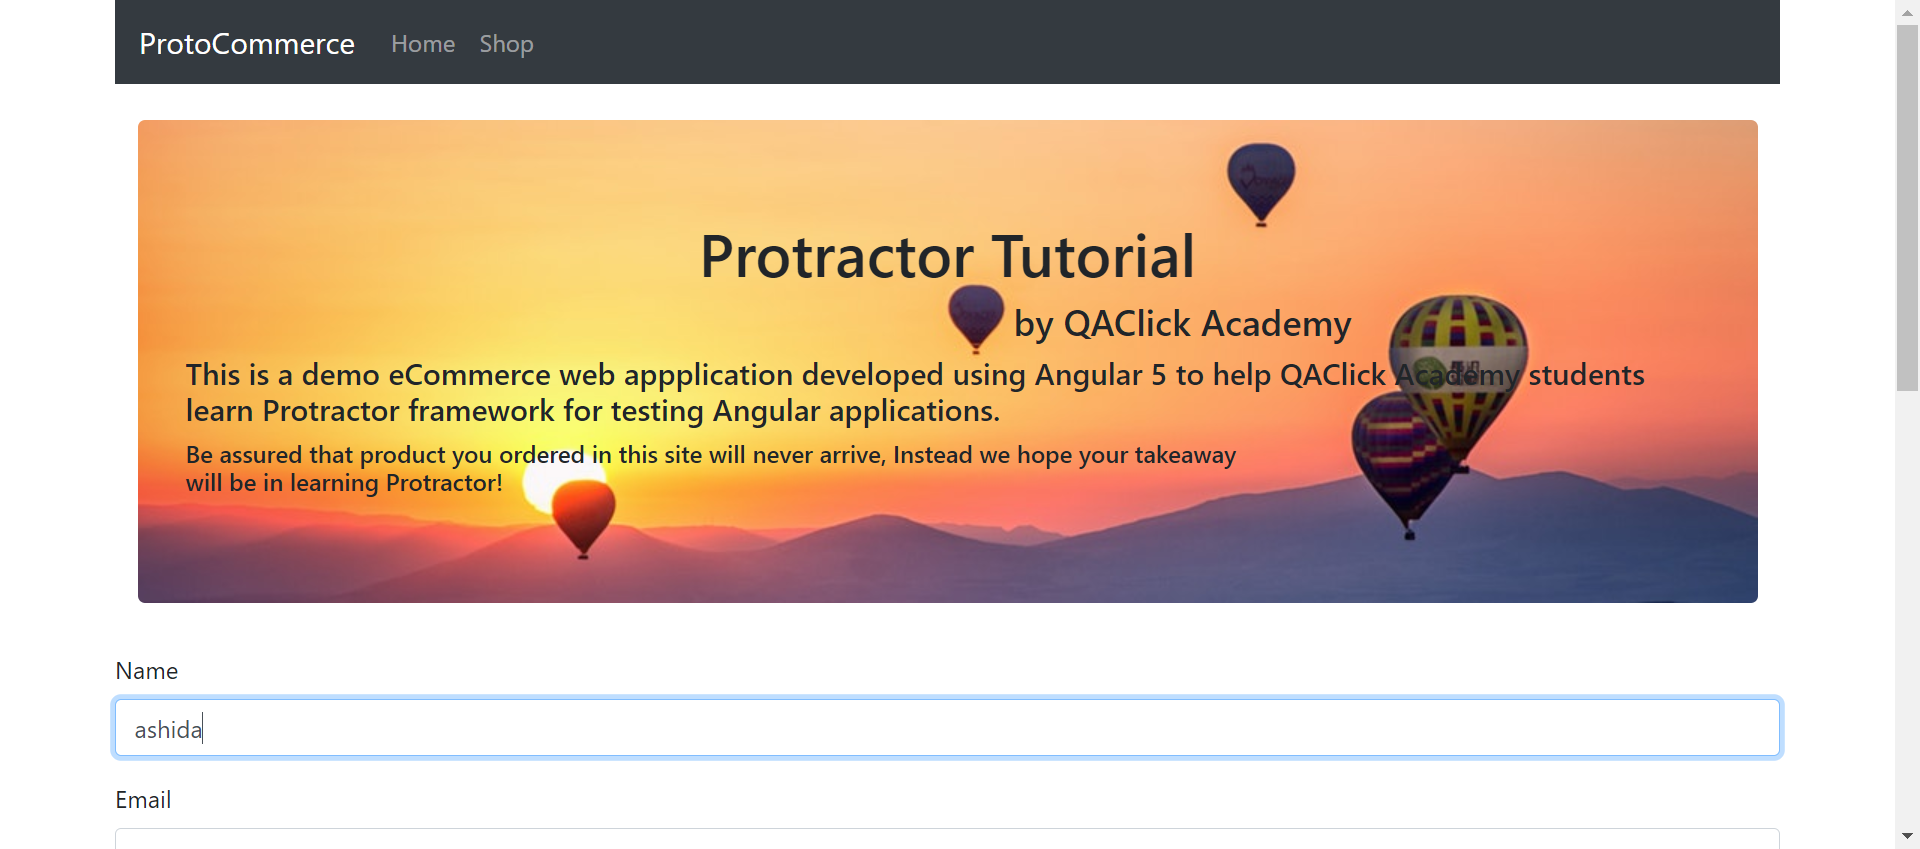 ProtoCommerce Home Shop
Protractor Tutorial
by QAClick Academy
This is a demo eCommerce web appplication developed using Angular 5 to help QAClick Academy students
learn Protractor framework for testing Angular applications.
Be assured that product you ordered in this site will never arrive, Instead we hope your takeaway
will be in learning Protractor!
Name
ashida
Email